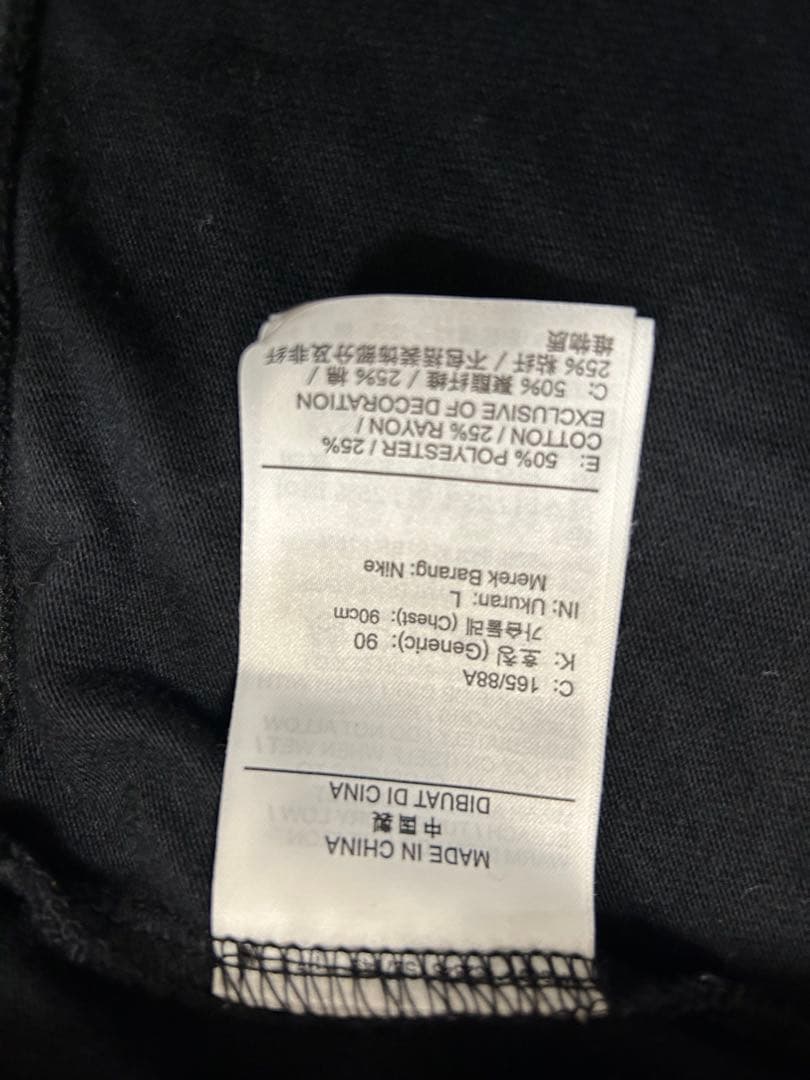 MADE IN CHINA
中国製
DIBUAT DI CINA
C: 165/88A
K: 호칭 (Generic): 90
가슴둘레 (Chest): 90cm
IN: Ukuran: L
Merek Barang: Nike
E: 50% POLYESTER / 25%
COTTON / 25% RAYON /
EXCLUSIVE OF DECORATION
C: 50% 聚酯纤维 / 25% 棉 /
25% 粘纤 / 不包括装饰部分及非纤
维物质